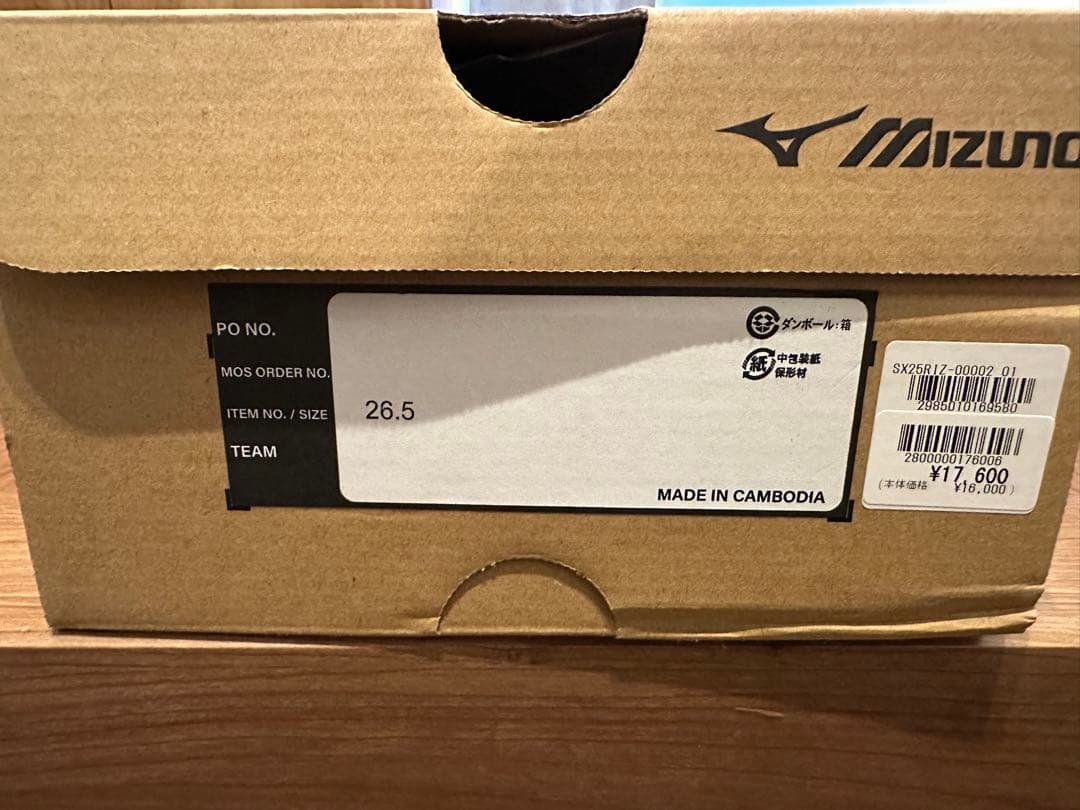 MIZUNO
PO NO.
MOS ORDER NO.
ITEM NO. / SIZE
TEAM
26.5
ダンボール:箱
紙
中包装紙
保形材
MADE IN CAMBODIA
SX25RIZ-00002 01
2985010169580
2800000176006
¥17,600
(本体価格 ¥16,000)